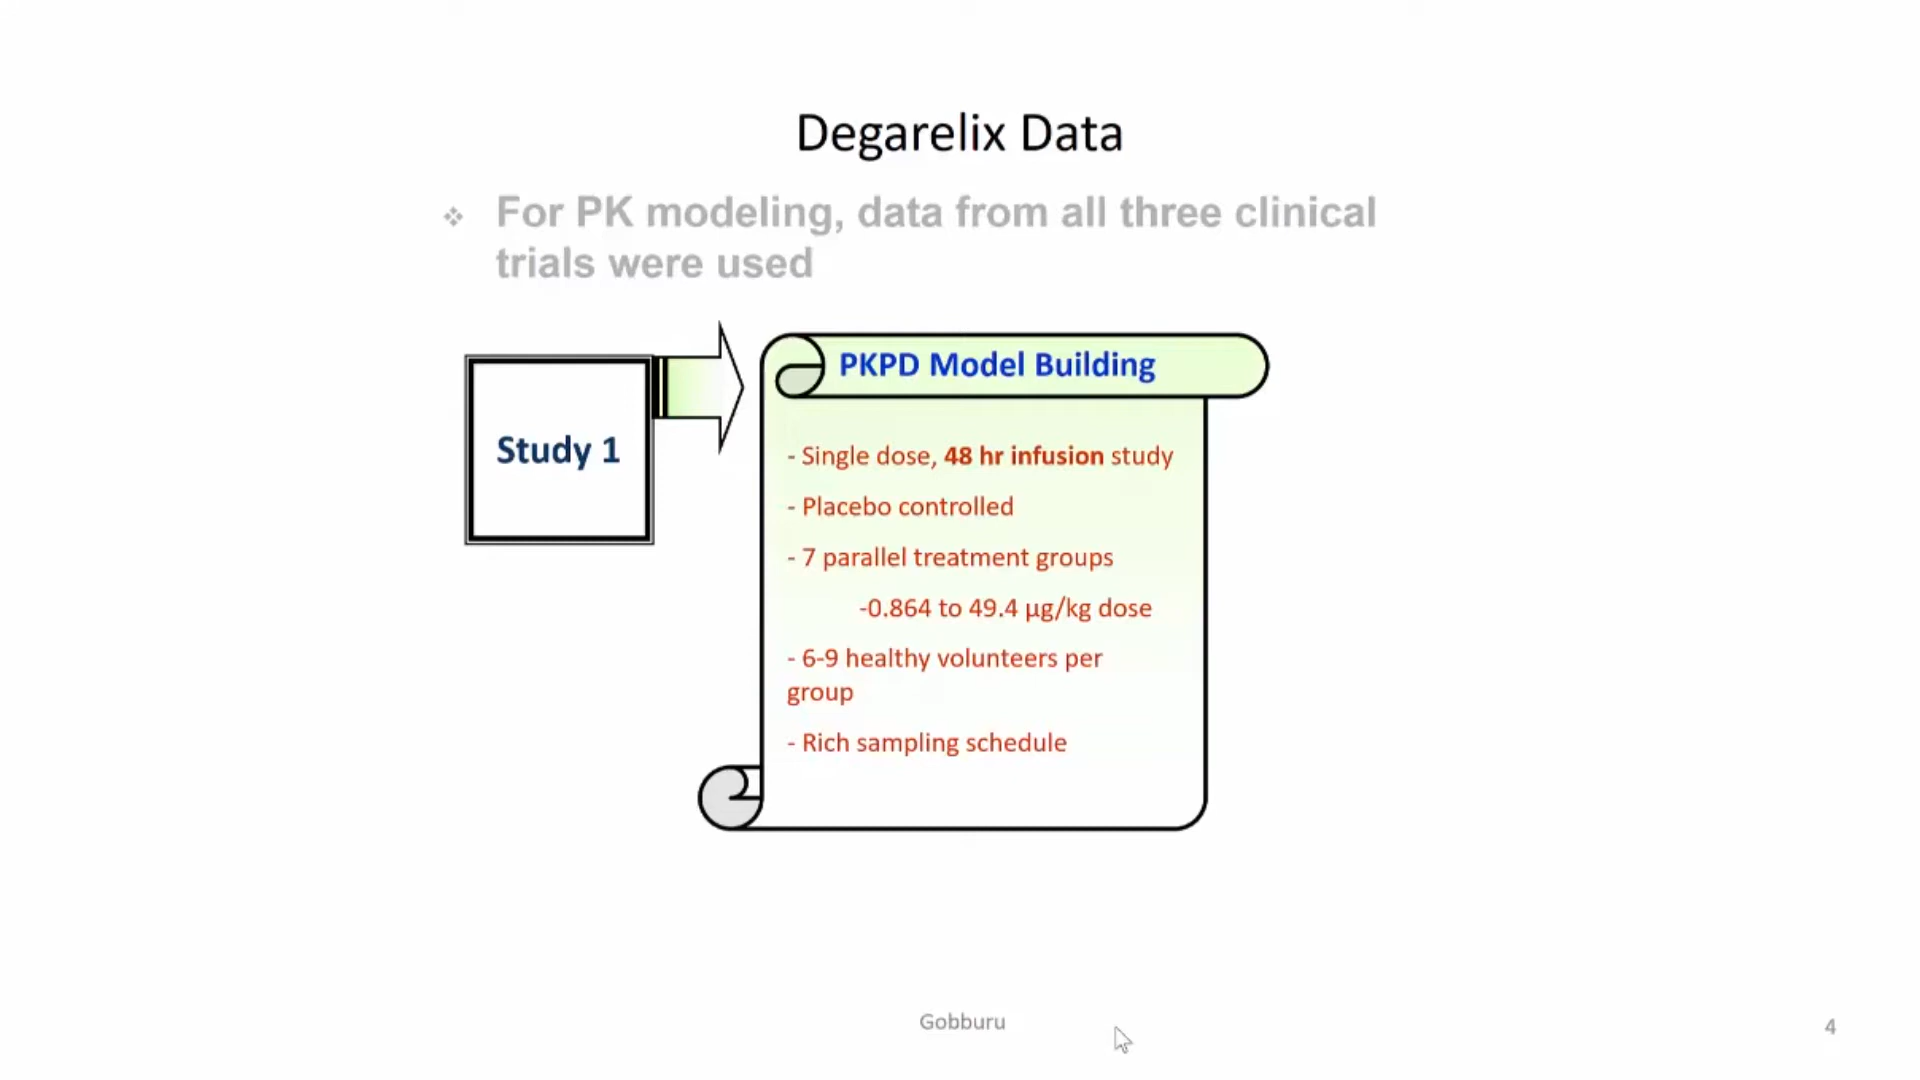 Degarelix Data
❖ For PK modeling, data from all three clinical
trials were used
Study 1
PKPD Model Building
- Single dose, 48 hr infusion study
- Placebo controlled
- 7 parallel treatment groups
-0.864 to 49.4 µg/kg dose
- 6-9 healthy volunteers per
group
- Rich sampling schedule
Gobburu
4